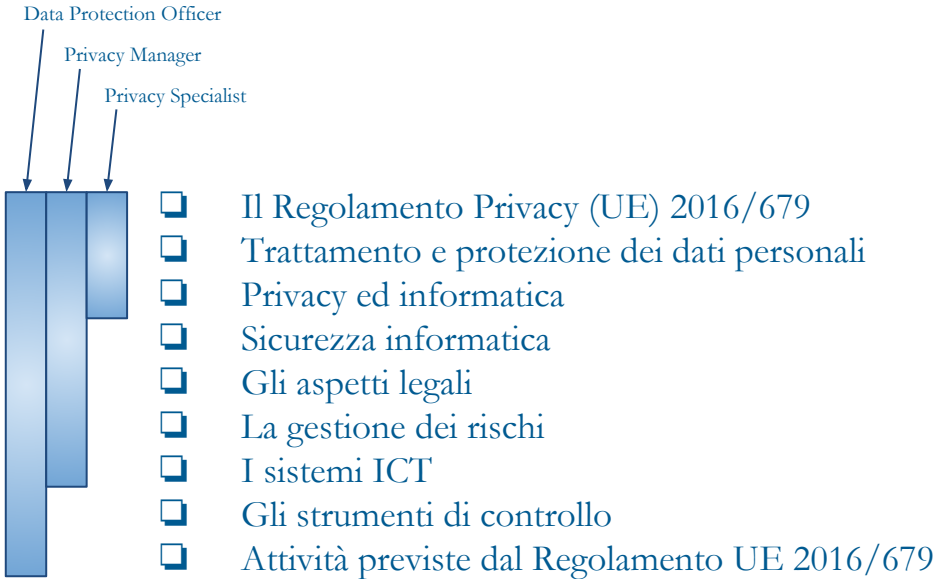 Data Protection Officer
Privacy Manager
Privacy Specialist
Il Regolamento Privacy (UE) 2016/679
Trattamento e protezione dei dati personali
Privacy ed informatica
Sicurezza informatica
Gli aspetti legali
La gestione dei rischi
I sistemi ICT
Gli strumenti di controllo
Attività previste dal Regolamento UE 2016/679